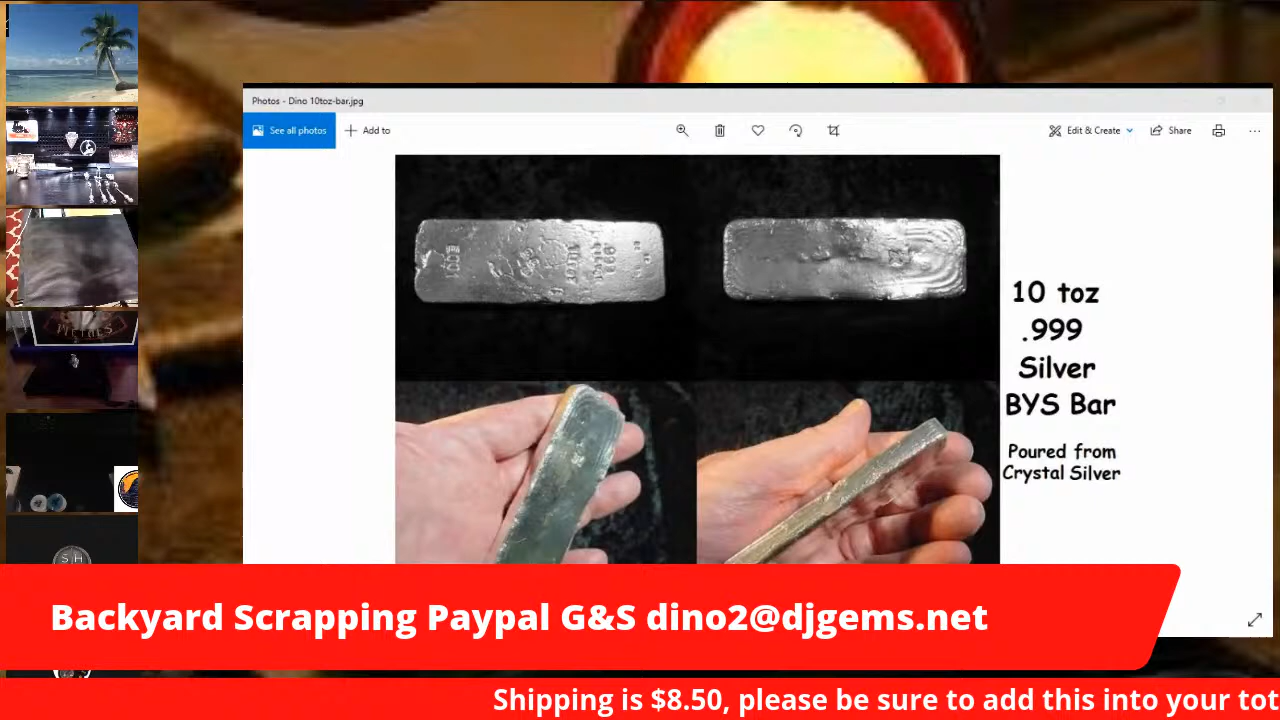 Photos - Dino 10toz-bar.jpg
See all photos
Add to
Edit & Create
Share
10 toz
.999
Silver
BYS Bar
Poured from
Crystal Silver
METALS
S H
Backyard Scrapping Paypal G&S dino2@djgems.net
Shipping is $8.50, please be sure to add this into your tot